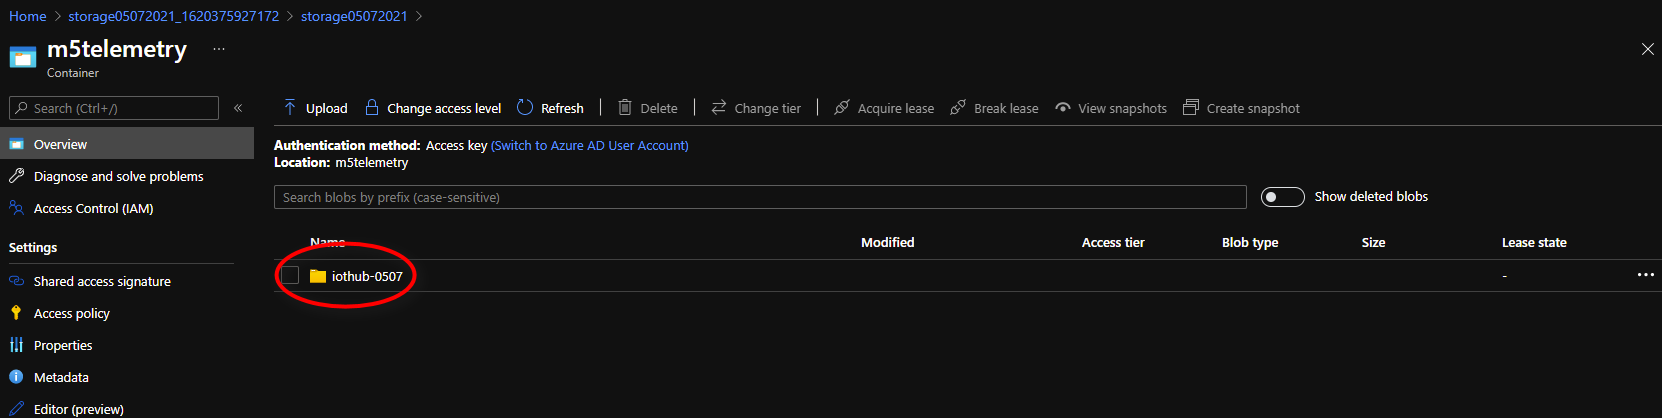 Home > storage05072021_1620375927172 > storage05072021 >
m5telemetry ...
Container
Search (Ctrl+/) «
Overview
Diagnose and solve problems
Access Control (IAM)
Settings
Shared access signature
Access policy
Properties
Metadata
Editor (preview)
Upload Change access level Refresh Delete Change tier Acquire lease Break lease View snapshots Create snapshot
Authentication method: Access key (Switch to Azure AD User Account)
Location: m5telemetry
Search blobs by prefix (case-sensitive) Show deleted blobs
Name Modified Access tier Blob type Size Lease state
iothub-0507 - ...